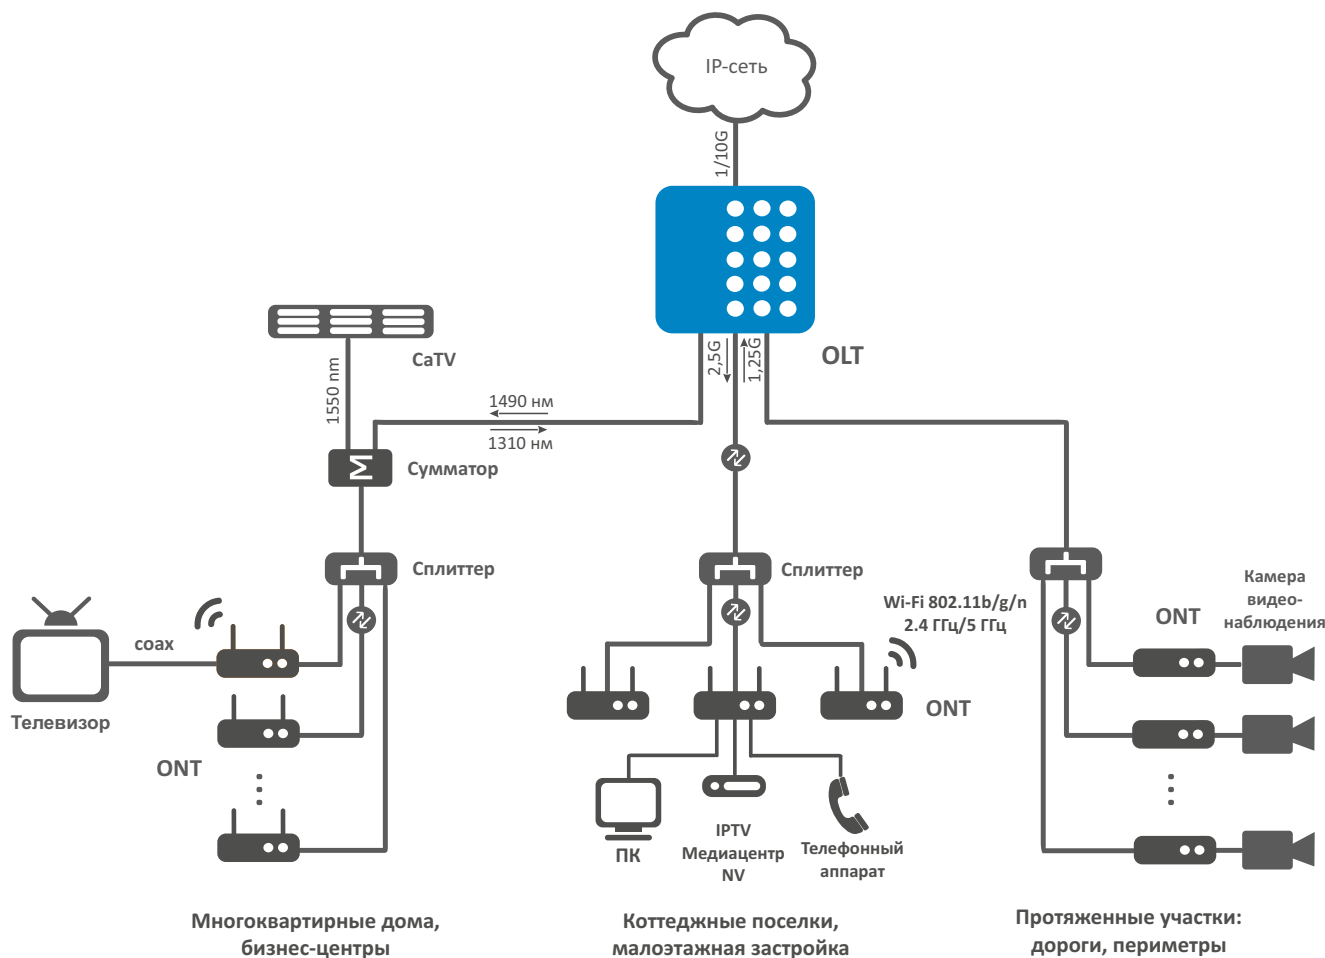 IP-сеть
1/10G
OLT
2,5G
1,25G
CaTV
1550 nm
1490 нм
1310 нм
Сумматор
Сплиттер
coax
Телевизор
ONT
Многоквартирные дома,
бизнес-центры
Сплиттер
Wi-Fi 802.11b/g/n
2.4 ГГц/5 ГГц
ONT
ПК
IPTV
Медиацентр
NV
Телефонный
аппарат
Коттеджные поселки,
малоэтажная застройка
ONT
Камера
видео-
наблюдения
Протяженные участки:
дороги, периметры